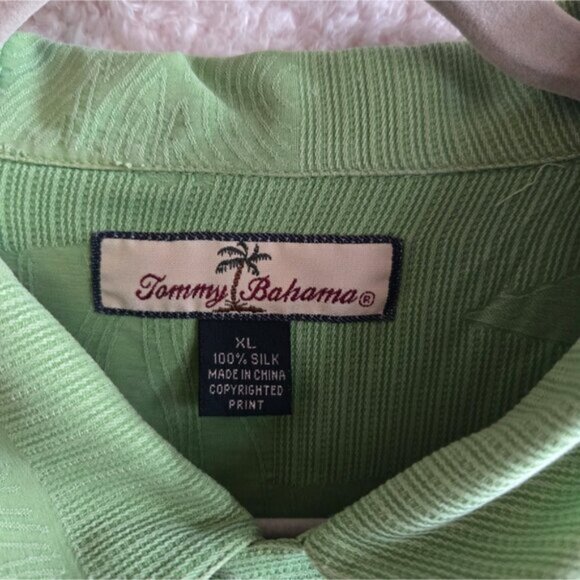 Tommy Bahama®
XL
100% SILK
MADE IN CHINA
COPYRIGHTED
PRINT